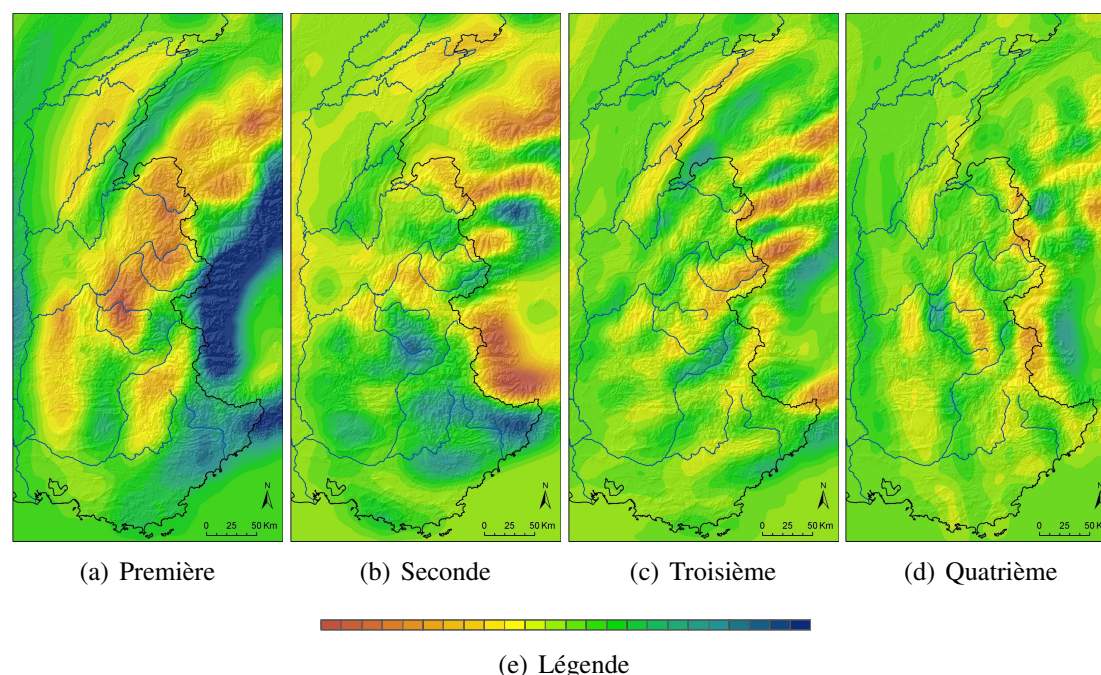 N
0 25 50 Km
N
0 25 50 Km
N
0 25 50 Km
N
0 25 50 Km
(a) Première
(b) Seconde
(c) Troisième
(d) Quatrième
(e) Légende